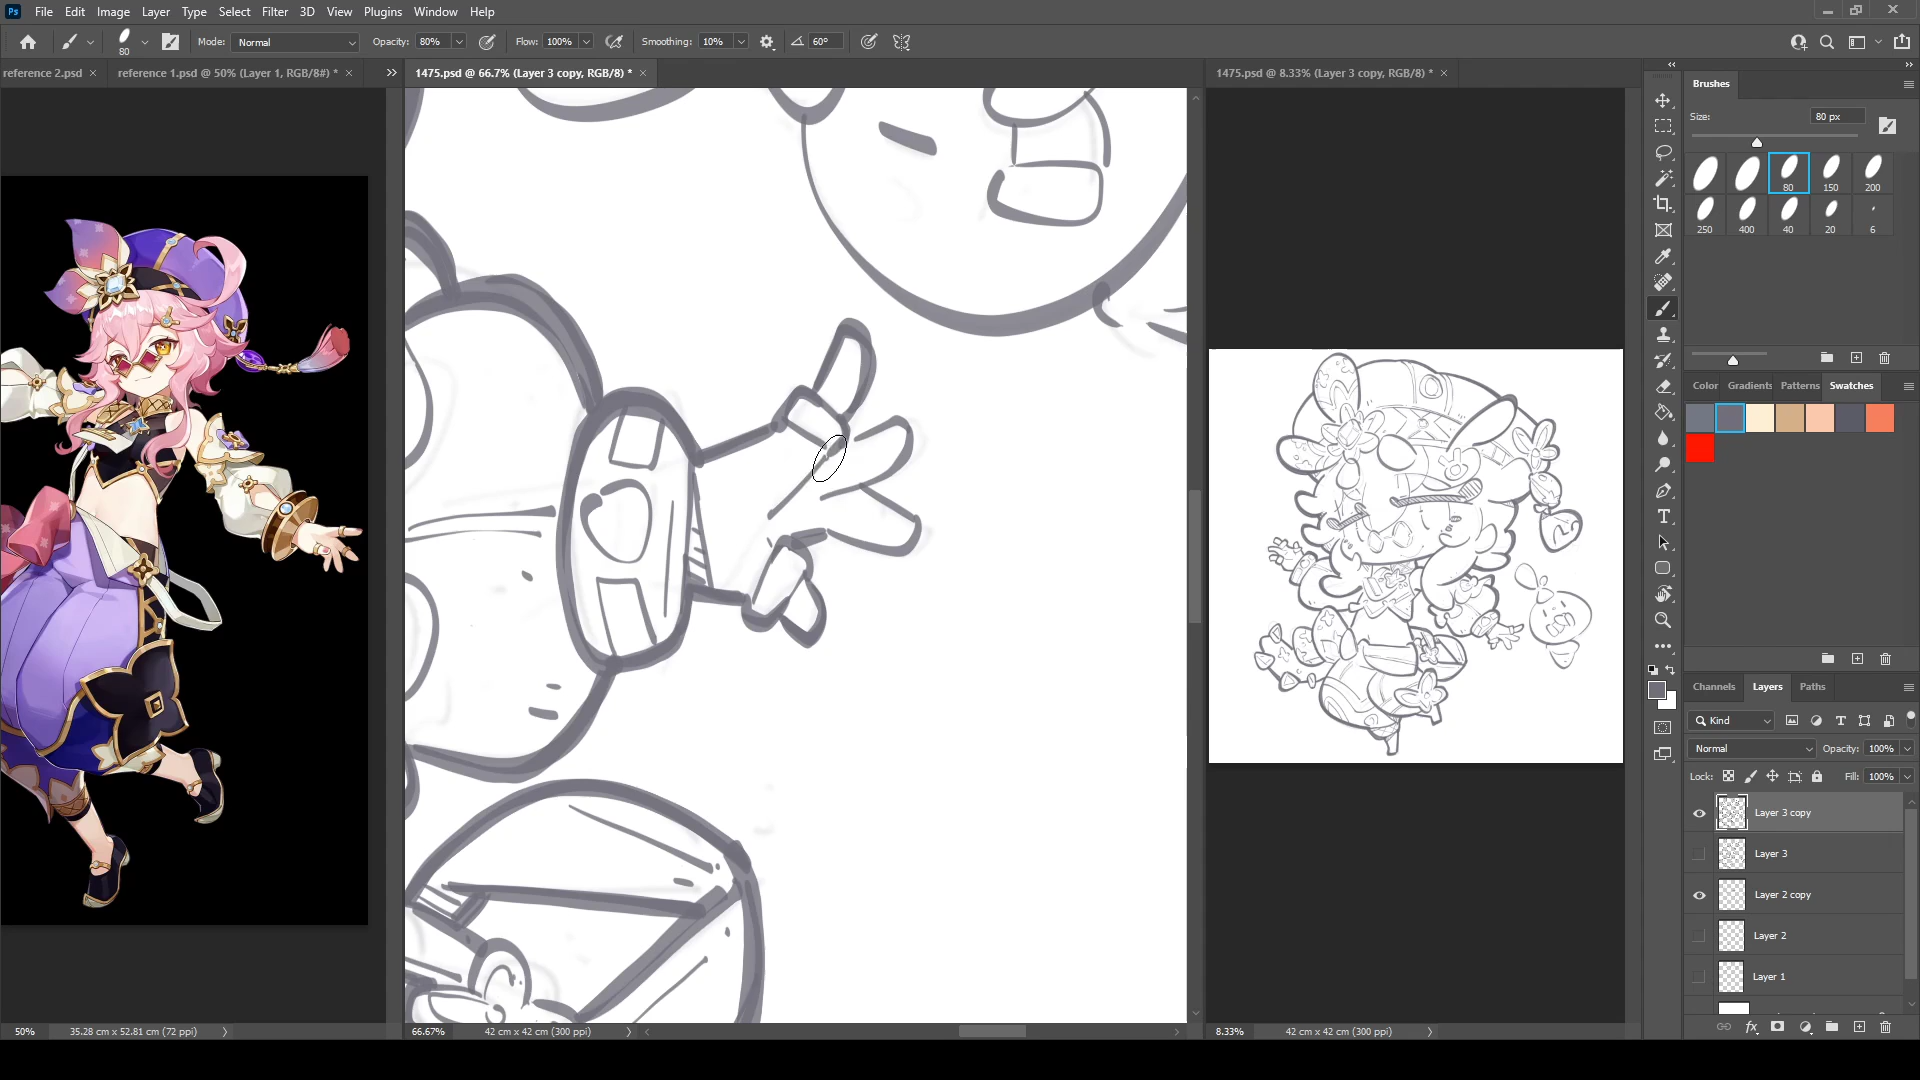 Ps File Edit Image Layer Type Select Filter 3D View Plugins Window Help
80 Mode: Normal Opacity: 80% Flow: 100% Smoothing: 10% 60°
reference 2.psd × reference 1.psd @ 50% (Layer 1, RGB/8#) * × 1475.psd @ 66.7% (Layer 3 copy, RGB/8) * × 1475.psd @ 8.33% (Layer 3 copy, RGB/8) * ×
Brushes
Size: 80 px
80 150 200
250 400 40 20 6
Color Gradients Patterns Swatches
Channels Layers Paths
Kind
Normal Opacity: 100%
Lock: Fill: 100%
Layer 3 copy
Layer 3
Layer 2 copy
Layer 2
Layer 1
fx
50% 35.28 cm x 52.81 cm (72 ppi) 66.67% 42 cm x 42 cm (300 ppi) 8.33% 42 cm x 42 cm (300 ppi)